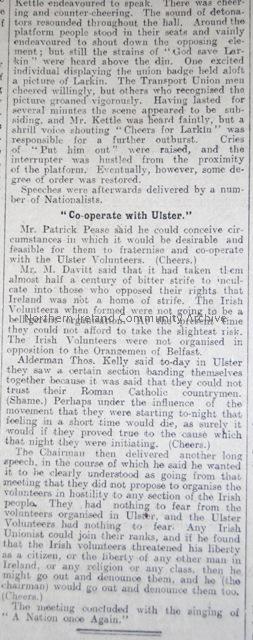 Kettle endeavoured to speak. There was cheer-
ing and counter-cheering. The sound of detona-
tors resounded throughout the hall. Around the
platform people stood in their seats and vainly
endeavoured to shout down the opposing ele-
ment; but still the strains of "God save Lar-
kin" were heard above the din. One excited
individual displaying the union badge held aloft
a picture of Larkin. The Transport Union men
cheered willingly, but others who recognised the
picture groaned vigorously. Having lasted for
several minutes the scene appeared to be sub-
siding, and Mr. Kettle was heard faintly, but a
shrill voice shouting "Cheers for Larkin" was
responsible for a further outburst. Cries
of "Put him out" were raised, and the
interrupter was hustled from the proximity
of the platform. Eventually, however, some de-
gree of order was restored.
Speeches were afterwards delivered by a num-
ber of Nationalists.
"Co-operate with Ulster."
Mr. Patrick Pease said he could conceive cir-
cumstances in which it would be desirable and
feasible for them to fraternise and co-operate
with the Ulster Volunteers. (Cheers.)
Mr. M. Davitt said it had taken them
almost half a century of bitter strife to incul-
cate into those who opposed their rights that
Ireland was not a home of strife. The Irish
Volunteers when formed were not going to be a
Northern Ireland Community Archive
they could not afford to take the slightest risk.
The Irish Volunteers were not organised in
opposition to the Orangemen of Belfast.
Alderman Thos. Kelly said to-day in Ulster
they saw a certain section banding themselves
together because it was said that they could not
trust their Roman Catholic countrymen.
(Shame.) Perhaps under the influence of the
movement that they were starting to-night that
feeling in a short time would die, as surely it
would if they proved true to the cause which
that night they were initiating. (Cheers.)
The Chairman then delivered another long
speech, in the course of which he said he wanted
it to be clearly understood as going from that
meeting that they did not propose to organise the
volunteers in hostility to any section of the Irish
people. They had nothing to fear from the
volunteers organised in Ulster, and the Ulster
Volunteers had nothing to fear. Any Irish
Unionist could join their ranks, and if he found
that the Irish volunteers threatened his liberty
as a citizen, or the liberty of any other man in
Ireland, or any religion or any class, then he
might go out and denounce them, and he (the
chairman) would go out and denounce them too.
(Cheers.)
The meeting concluded with the singing of
"A Nation once Again."